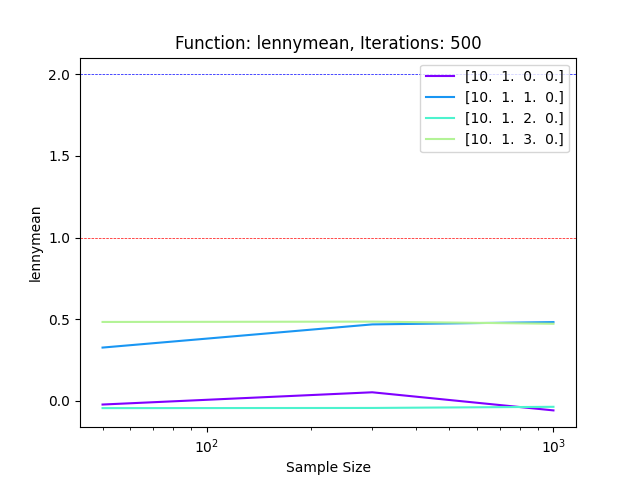 Function: lennymean, Iterations: 500
2.0
1.5
1.0
0.5
0.0
lennymean
[10. 1. 0. 0.]
[10. 1. 1. 0.]
[10. 1. 2. 0.]
[10. 1. 3. 0.]
10²
10³
Sample Size